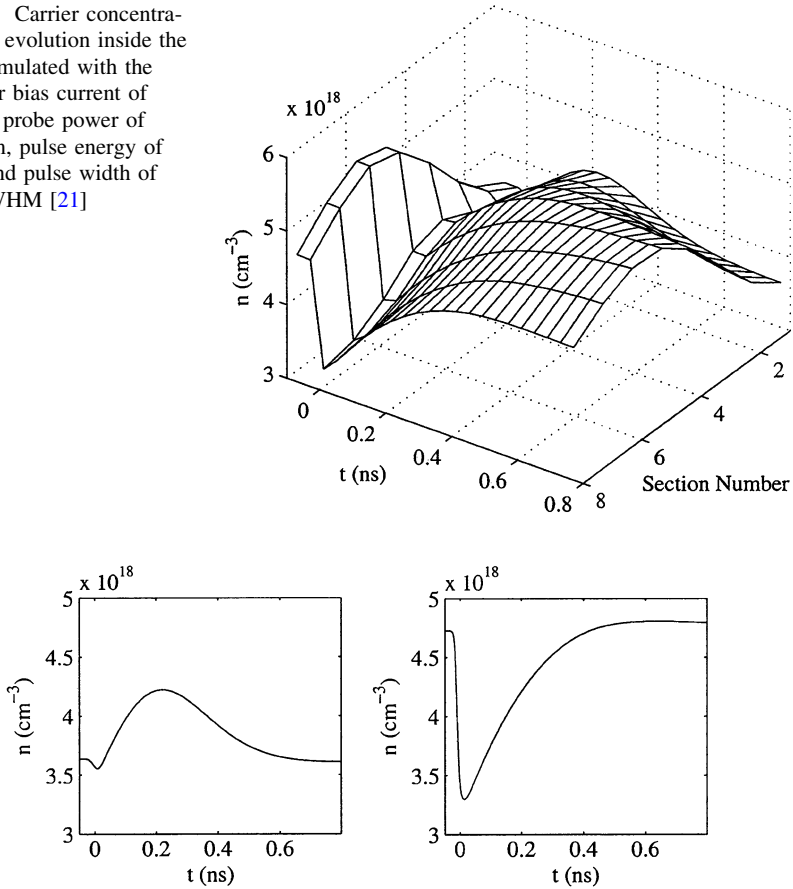 Carrier concentra-
evolution inside the
mulated with the
bias current of
probe power of
pulse energy of
nd pulse width of
WHM [21]
x 10^18
6
5
4
3
n (cm^−3)
0
0.2
0.4
0.6
0.8
t (ns)
8
6
4
2
Section Number
x 10^18
5
4.5
4
3.5
3
n (cm^−3)
0
0.2
0.4
0.6
t (ns)
x 10^18
5
4.5
4
3.5
3
n (cm^−3)
0
0.2
0.4
0.6
t (ns)